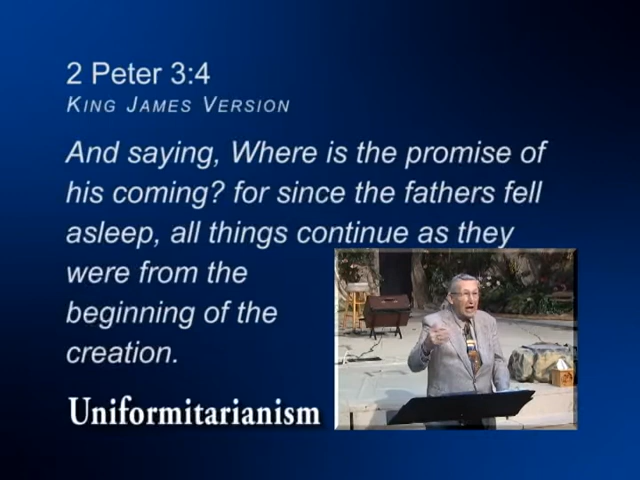 2 Peter 3:4
KING JAMES VERSION
And saying, Where is the promise of
his coming? for since the fathers fell
asleep, all things continue as they
were from the
beginning of the
creation.
Uniformitarianism